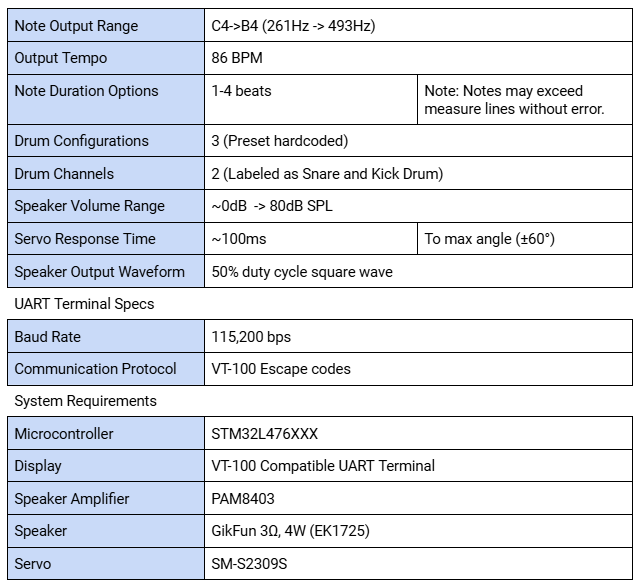 Note Output Range C4->B4 (261Hz -> 493Hz)
Output Tempo 86 BPM
Note Duration Options 1-4 beats Note: Notes may exceed
measure lines without error.
Drum Configurations 3 (Preset hardcoded)
Drum Channels 2 (Labeled as Snare and Kick Drum)
Speaker Volume Range ~0dB -> 80dB SPL
Servo Response Time ~100ms To max angle (±60°)
Speaker Output Waveform 50% duty cycle square wave
UART Terminal Specs
Baud Rate 115,200 bps
Communication Protocol VT-100 Escape codes
System Requirements
Microcontroller STM32L476XXX
Display VT-100 Compatible UART Terminal
Speaker Amplifier PAM8403
Speaker GikFun 3Ω, 4W (EK1725)
Servo SM-S2309S